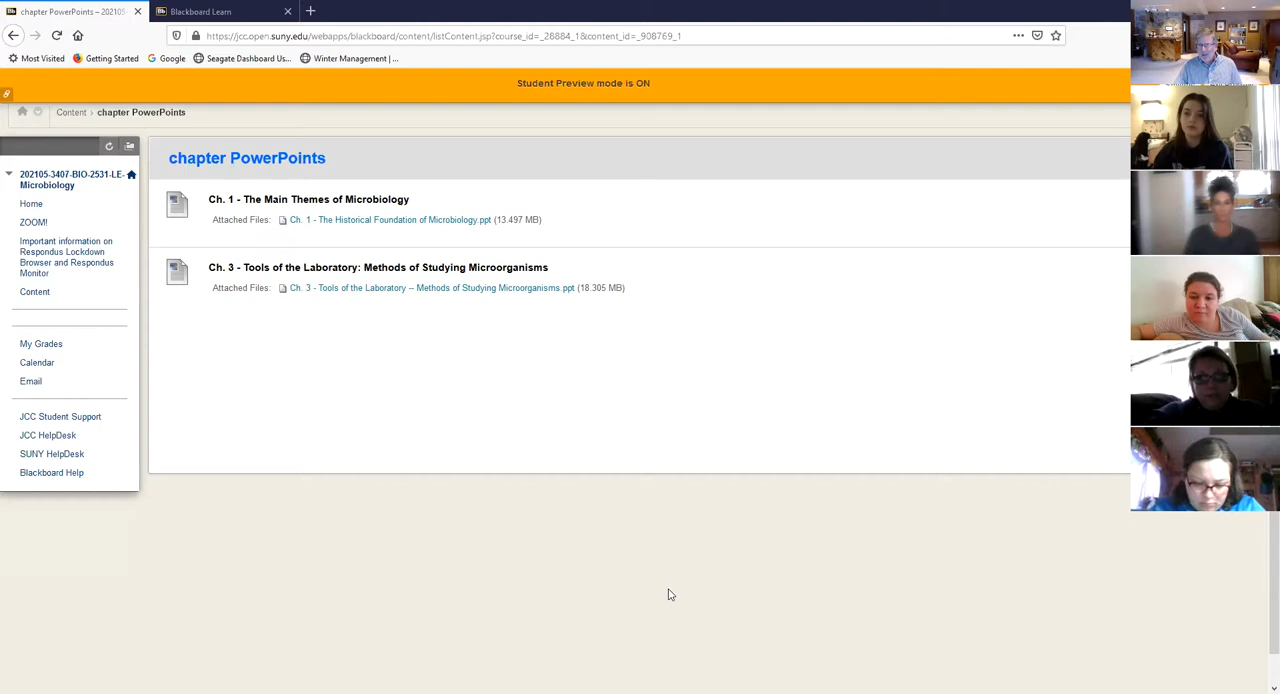 chapter PowerPoints – 202105
Blackboard Learn
https://jcc.open.suny.edu/webapps/blackboard/content/listContent.jsp?course_id=_28884_1&content_id=_908769_1
Most Visited
Getting Started
Google
Seagate Dashboard Us...
Winter Management | ...
Student Preview mode is ON
Content > chapter PowerPoints
202105-3407-BIO-2531-LE-
Microbiology
Home
ZOOM!
Important information on
Respondus Lockdown
Browser and Respondus
Monitor
Content
My Grades
Calendar
Email
JCC Student Support
JCC HelpDesk
SUNY HelpDesk
Blackboard Help
chapter PowerPoints
Ch. 1 - The Main Themes of Microbiology
Attached Files: Ch. 1 - The Historical Foundation of Microbiology.ppt (13.497 MB)
Ch. 3 - Tools of the Laboratory: Methods of Studying Microorganisms
Attached Files: Ch. 3 - Tools of the Laboratory -- Methods of Studying Microorganisms.ppt (18.305 MB)